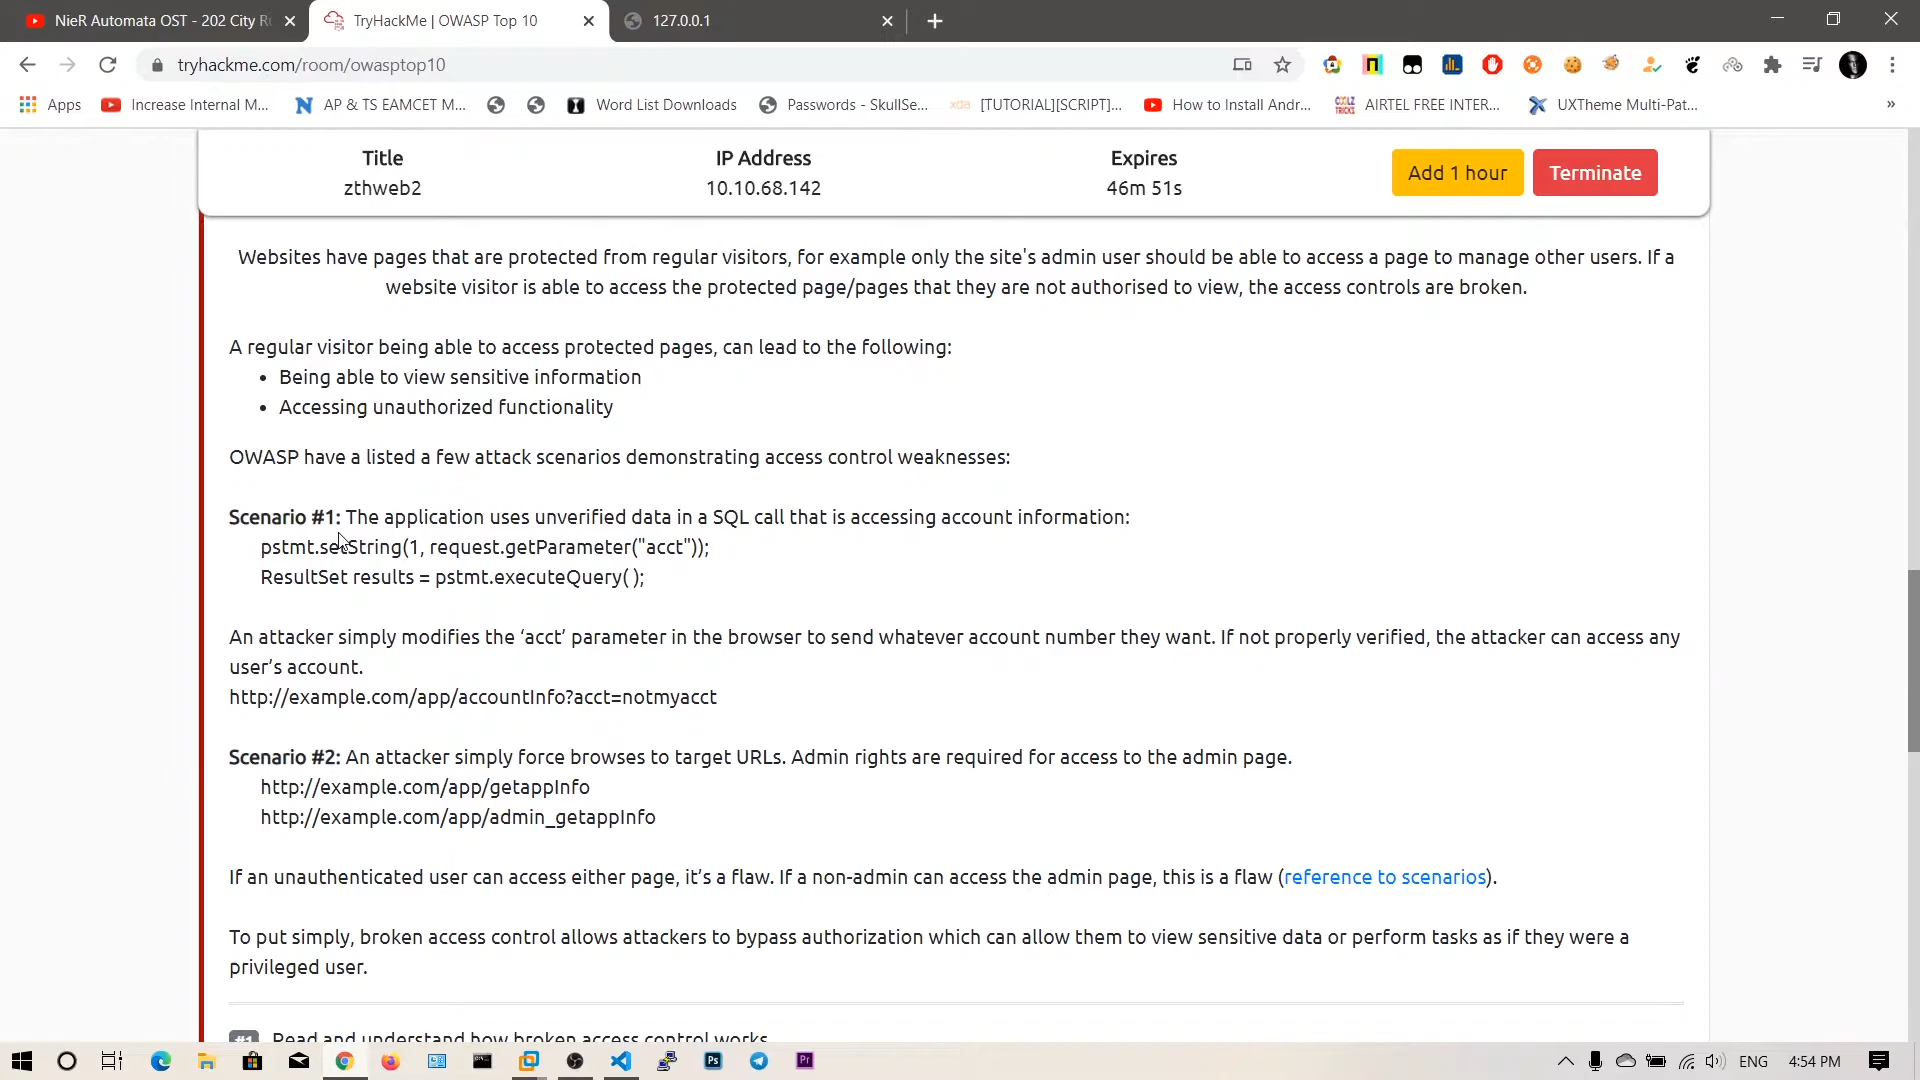 NieR Automata OST - 202 City R
TryHackMe | OWASP Top 10
127.0.0.1
tryhackme.com/room/owasptop10
Apps
Increase Internal M...
AP & TS EAMCET M...
Word List Downloads
Passwords - SkullSe...
[TUTORIAL][SCRIPT]...
How to Install Andr...
AIRTEL FREE INTER...
UXTheme Multi-Pat...
»
Title IP Address Expires
zthweb2 10.10.68.142 46m 51s
Add 1 hour
Terminate
Websites have pages that are protected from regular visitors, for example only the site's admin user should be able to access a page to manage other users. If a
website visitor is able to access the protected page/pages that they are not authorised to view, the access controls are broken.
A regular visitor being able to access protected pages, can lead to the following:
• Being able to view sensitive information
• Accessing unauthorized functionality
OWASP have a listed a few attack scenarios demonstrating access control weaknesses:
Scenario #1: The application uses unverified data in a SQL call that is accessing account information:
pstmt.setString(1, request.getParameter("acct"));
ResultSet results = pstmt.executeQuery( );
An attacker simply modifies the ‘acct’ parameter in the browser to send whatever account number they want. If not properly verified, the attacker can access any
user’s account.
http://example.com/app/accountInfo?acct=notmyacct
Scenario #2: An attacker simply force browses to target URLs. Admin rights are required for access to the admin page.
http://example.com/app/getappInfo
http://example.com/app/admin_getappInfo
If an unauthenticated user can access either page, it’s a flaw. If a non-admin can access the admin page, this is a flaw (reference to scenarios).
To put simply, broken access control allows attackers to bypass authorization which can allow them to view sensitive data or perform tasks as if they were a
privileged user.
#1 Read and understand how broken access control works.
ENG
4:54 PM